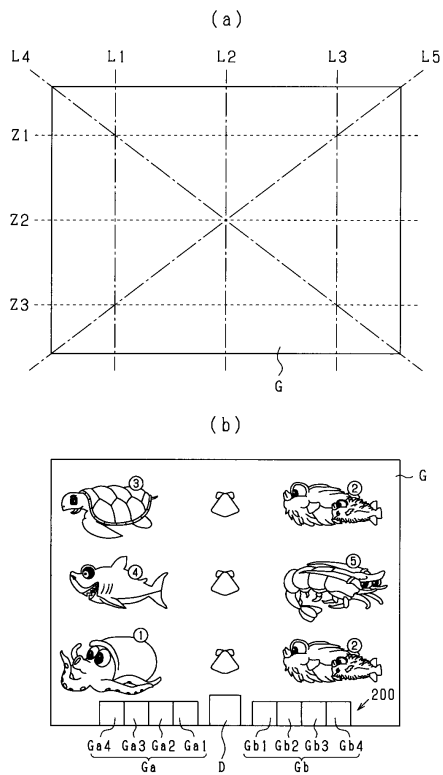 (a)
L4 L1 L2 L3 L5
Z1
Z2
Z3
G
(b)
G
③ ②
④ ⑤
① ②
200
Ga4 Ga3 Ga2 Ga1 Gb1 Gb2 Gb3 Gb4
Ga D Gb